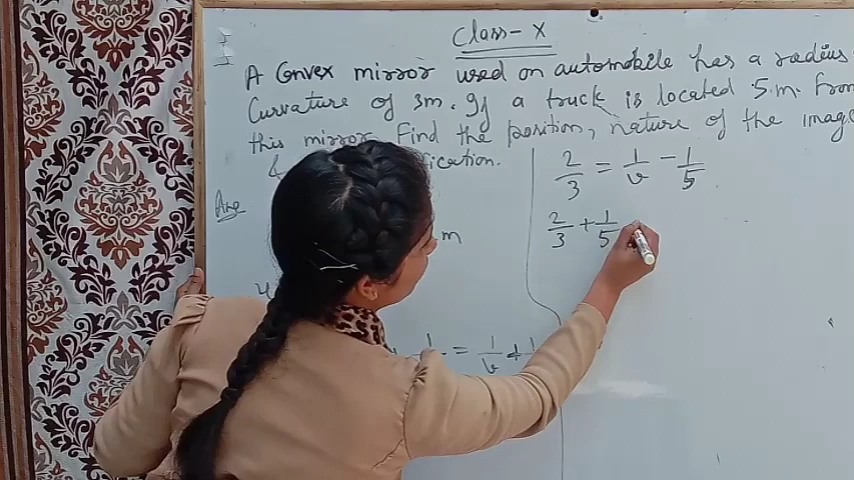 Class - X
A Convex mirror used on automobile has a radius
Curvature of 3m. If a truck is located 5.m. From
this mirror Find the position, nature of the image
& ication.
Ans
m
1/ = 1/v + 1/
2/3 = 1/v - 1/5
2/3 + 1/5